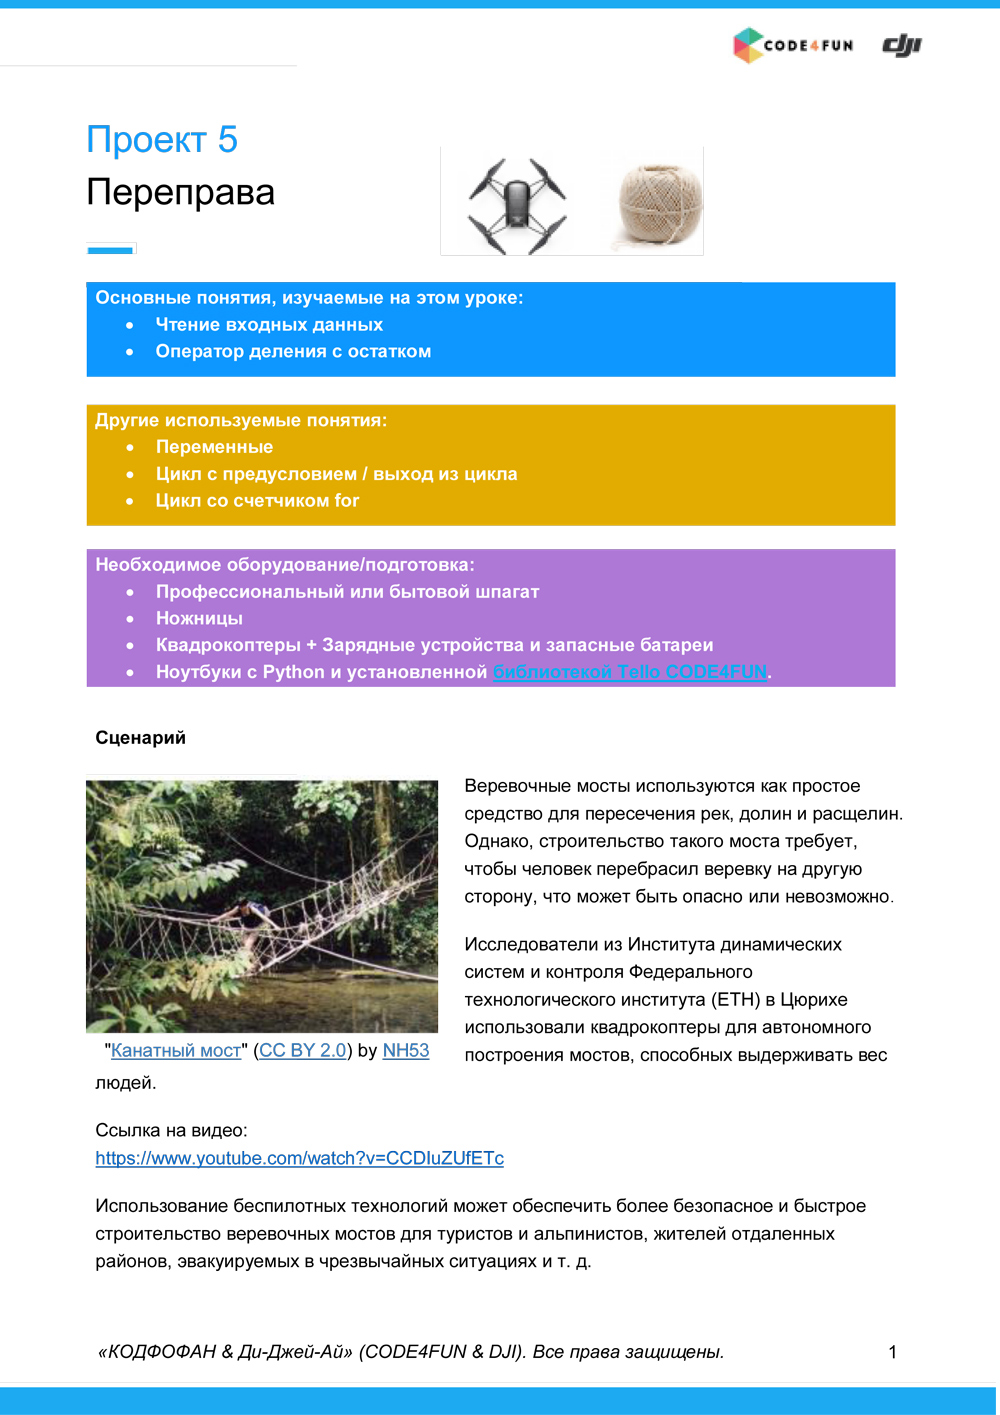 CODE4FUN dji
Проект 5
Переправа
Основные понятия, изучаемые на этом уроке:
• Чтение входных данных
• Оператор деления с остатком
Другие используемые понятия:
• Переменные
• Цикл с предусловием / выход из цикла
• Цикл со счетчиком for
Необходимое оборудование/подготовка:
• Профессиональный или бытовой шпагат
• Ножницы
• Квадрокоптеры + Зарядные устройства и запасные батареи
• Ноутбуки с Python и установленной библиотекой Tello CODE4FUN.
Сценарий
Веревочные мосты используются как простое
средство для пересечения рек, долин и расщелин.
Однако, строительство такого моста требует,
чтобы человек перебрасил веревку на другую
сторону, что может быть опасно или невозможно.
Исследователи из Института динамических
систем и контроля Федерального
технологического института (ETH) в Цюрихе
использовали квадрокоптеры для автономного
построения мостов, способных выдерживать вес
"Канатный мост" (CC BY 2.0) by NH53
людей.
Ссылка на видео:
https://www.youtube.com/watch?v=CCDIuZUfETc
Использование беспилотных технологий может обеспечить более безопасное и быстрое
строительство веревочных мостов для туристов и альпинистов, жителей отдаленных
районов, эвакуируемых в чрезвычайных ситуациях и т. д.
«КОДФОФАН & Ди-Джей-Ай» (CODE4FUN & DJI). Все права защищены. 1